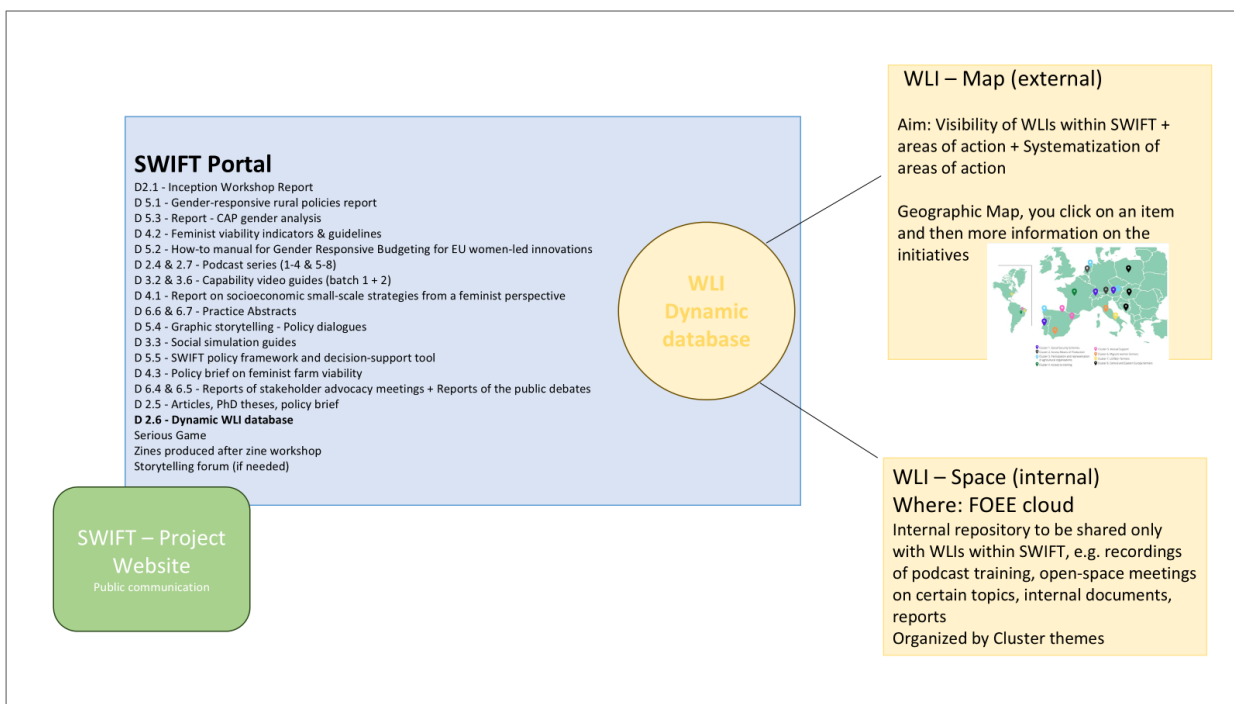 SWIFT Portal
D2.1 - Inception Workshop Report
D 5.1 - Gender-responsive rural policies report
D 5.3 - Report - CAP gender analysis
D 4.2 - Feminist viability indicators & guidelines
D 5.2 - How-to manual for Gender Responsive Budgeting for EU women-led innovations
D 2.4 & 2.7 - Podcast series (1-4 & 5-8)
D 3.2 & 3.6 - Capability video guides (batch 1 + 2)
D 4.1 - Report on socioeconomic small-scale strategies from a feminist perspective
D 6.6 & 6.7 - Practice Abstracts
D 5.4 - Graphic storytelling - Policy dialogues
D 3.3 - Social simulation guides
D 5.5 - SWIFT policy framework and decision-support tool
D 4.3 - Policy brief on feminist farm viability
D 6.4 & 6.5 - Reports of stakeholder advocacy meetings + Reports of the public debates
D 2.5 - Articles, PhD theses, policy brief
D 2.6 - Dynamic WLI database
Serious Game
Zines produced after zine workshop
Storytelling forum (if needed)
SWIFT – Project
Website
Public communication
WLI
Dynamic
database
WLI – Map (external)
Aim: Visibility of WLIs within SWIFT +
areas of action + Systematization of
areas of action
Geographic Map, you click on an item
and then more information on the
initiatives
WLI – Space (internal)
Where: FOEE cloud
Internal repository to be shared only
with WLIs within SWIFT, e.g. recordings
of podcast training, open-space meetings
on certain topics, internal documents,
reports
Organized by Cluster themes